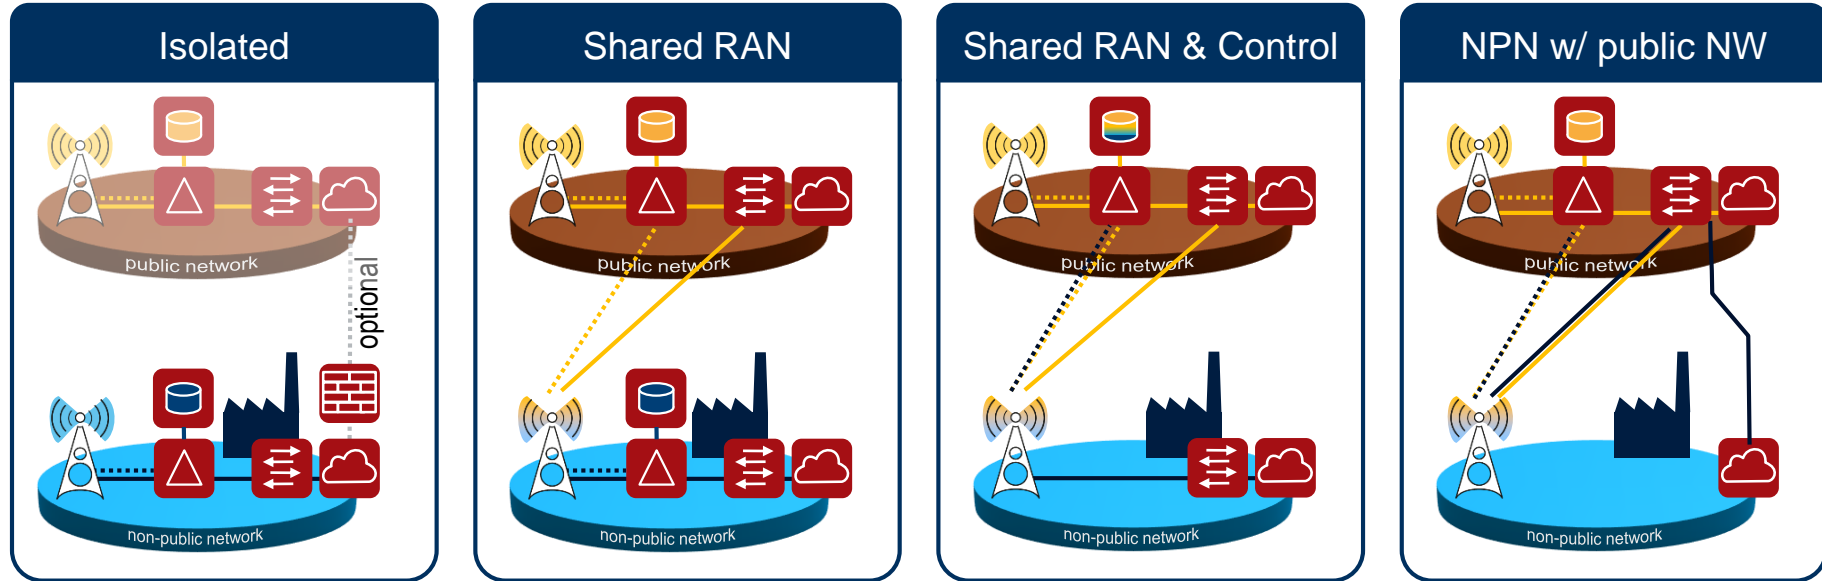 Isolated
public network
optional
non-public network
Shared RAN
public network
non-public network
Shared RAN & Control
public network
non-public network
NPN w/ public NW
public network
non-public network